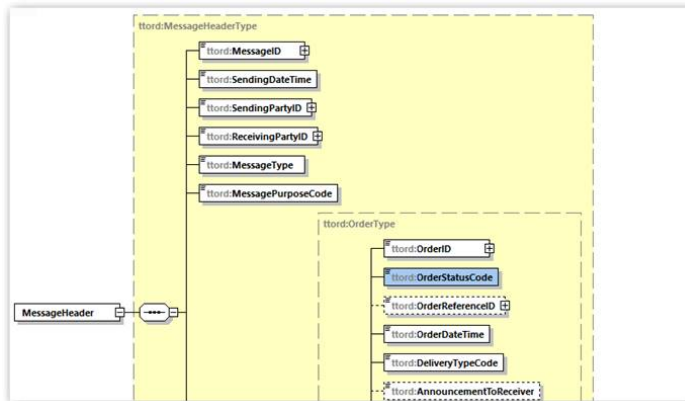 ttord:MessageHeaderType
ttord:MessageID
ttord:SendingDateTime
ttord:SendingPartyID
ttord:ReceivingPartyID
ttord:MessageType
ttord:MessagePurposeCode
ttord:OrderType
ttord:OrderID
ttord:OrderStatusCode
ttord:OrderReferenceID
MessageHeader
ttord:OrderDateTime
ttord:DeliveryTypeCode
ttord:AnnouncementToReceiver